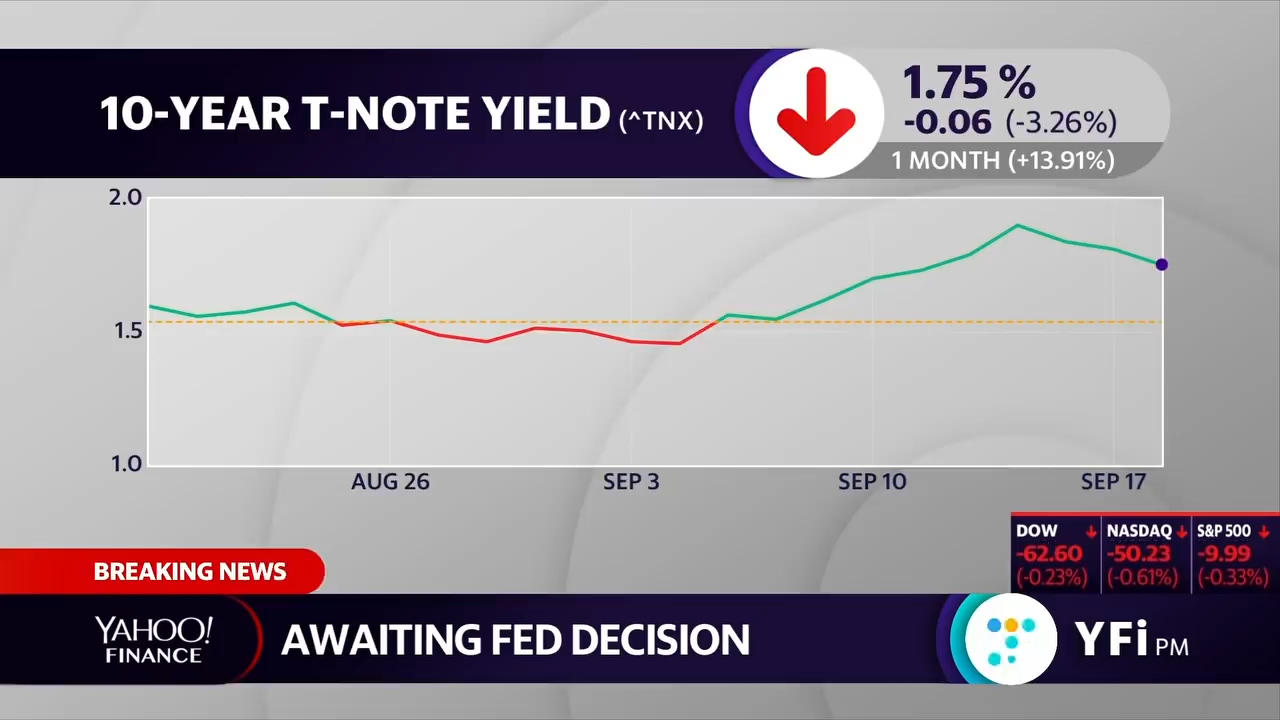 10-YEAR T-NOTE YIELD (^TNX)
1.75 %
-0.06 (-3.26%)
1 MONTH (+13.91%)
2.0
1.5
1.0
AUG 26 SEP 3 SEP 10 SEP 17
DOW NASDAQ S&P 500
-62.60 -50.23 -9.99
(-0.23%) (-0.61%) (-0.33%)
BREAKING NEWS
YAHOO!
FINANCE
AWAITING FED DECISION
YFi PM